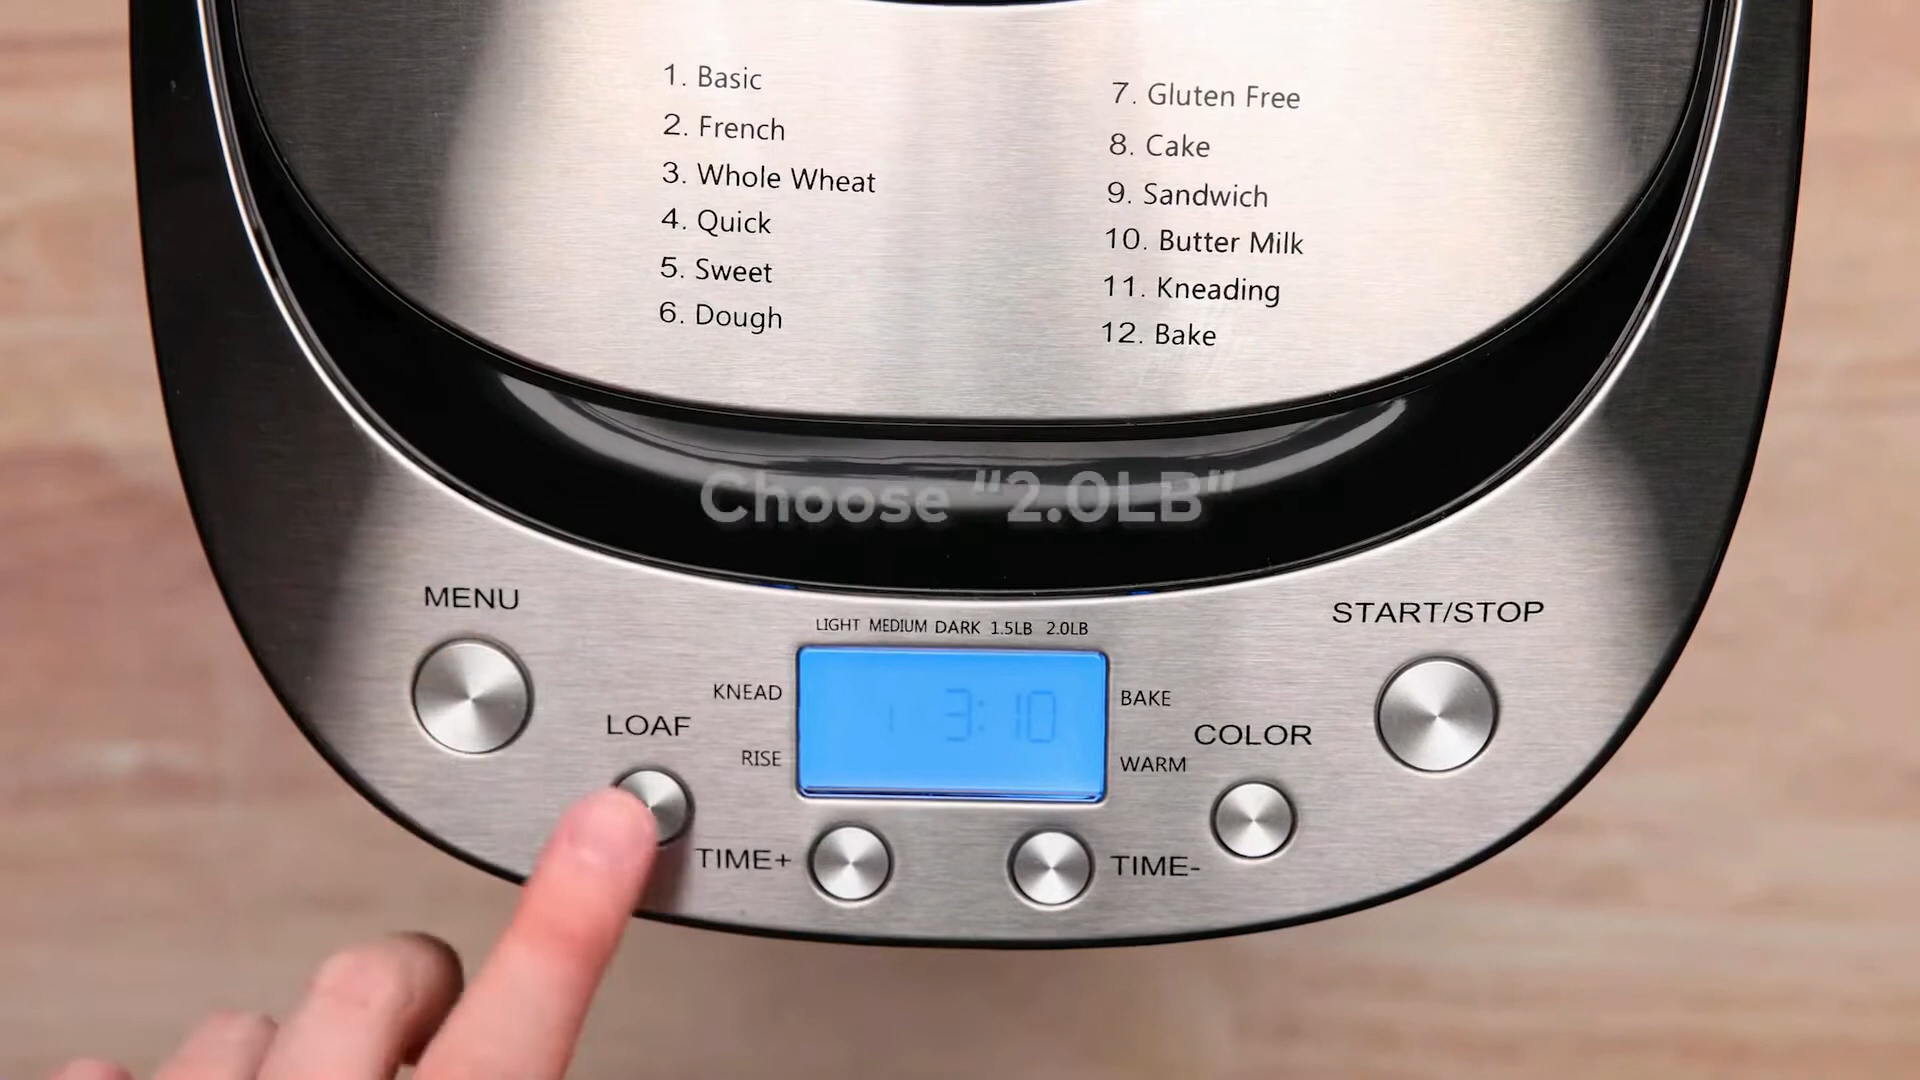 1. Basic
2. French
3. Whole Wheat
4. Quick
5. Sweet
6. Dough
7. Gluten Free
8. Cake
9. Sandwich
10. Butter Milk
11. Kneading
12. Bake
Choose "2.0LB"
MENU
START/STOP
LIGHT MEDIUM DARK 1.5LB 2.0LB
KNEAD
1 3:10
BAKE
LOAF
COLOR
RISE
WARM
TIME+
TIME-